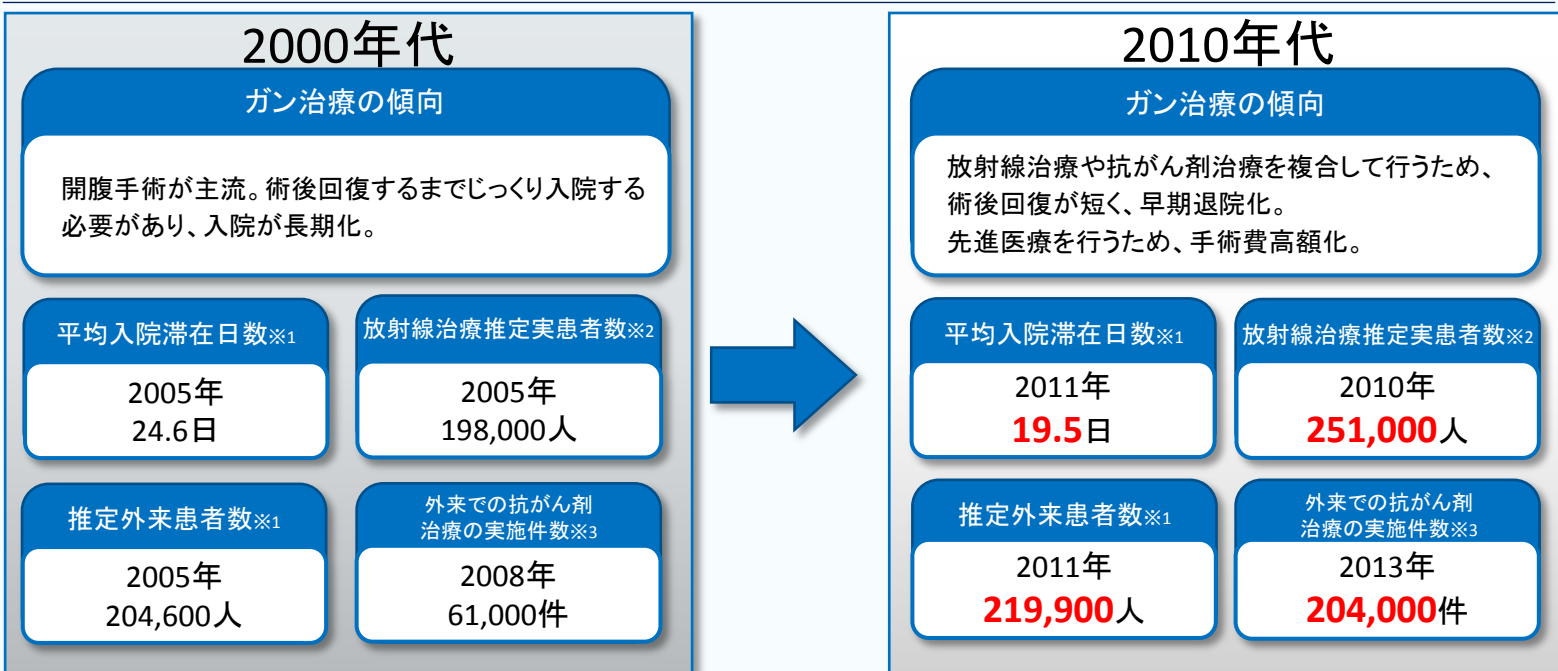 2000年代
ガン治療の傾向
開腹手術が主流。術後回復するまでじっくり入院する
必要があり、入院が長期化。
平均入院滞在日数※1
2005年
24.6日
放射線治療推定実患者数※2
2005年
198,000人
推定外来患者数※1
2005年
204,600人
外来での抗がん剤
治療の実施件数※3
2008年
61,000件
2010年代
ガン治療の傾向
放射線治療や抗がん剤治療を複合して行うため、
術後回復が短く、早期退院化。
先進医療を行うため、手術費高額化。
平均入院滞在日数※1
2011年
19.5日
放射線治療推定実患者数※2
2010年
251,000人
推定外来患者数※1
2011年
219,900人
外来での抗がん剤
治療の実施件数※3
2013年
204,000件